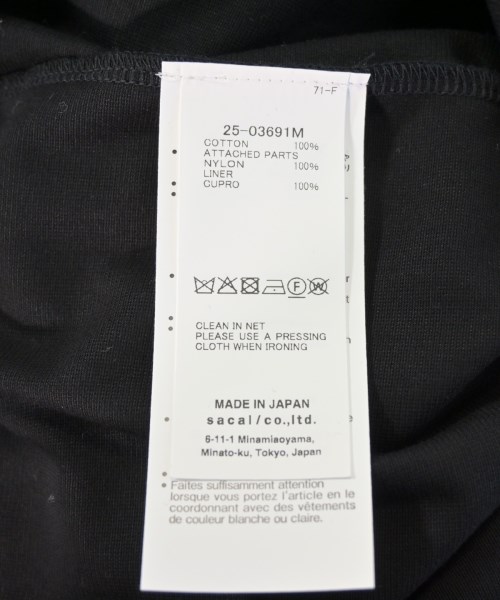 71-F
25-03691M
COTTON 100%
ATTACHED PARTS
NYLON 100%
LINER
CUPRO 100%
F W
CLEAN IN NET
PLEASE USE A PRESSING
CLOTH WHEN IRONING
MADE IN JAPAN
sacai/co.,ltd.
6-11-1 Minamiaoyama,
Minato-ku, Tokyo, Japan
• Faites suffisamment attention
lorsque vous portez l'article en le
coordonnant avec des vêtements
de couleur blanche ou claire.